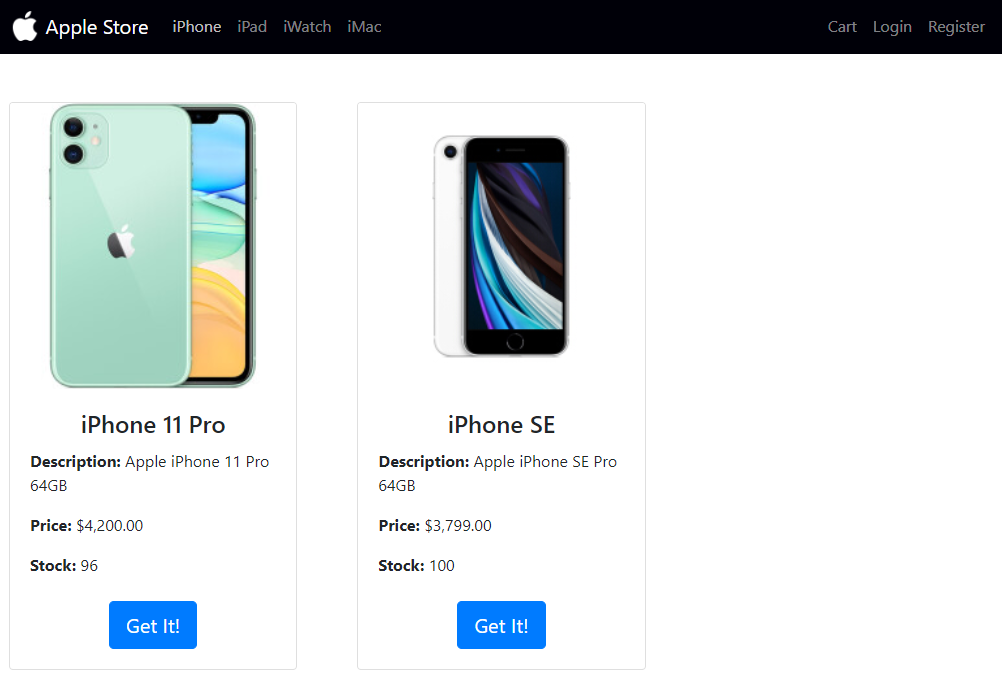 Apple Store iPhone iPad iWatch iMac Cart Login Register
iPhone 11 Pro
Description: Apple iPhone 11 Pro
64GB
Price: $4,200.00
Stock: 96
Get It!
iPhone SE
Description: Apple iPhone SE Pro
64GB
Price: $3,799.00
Stock: 100
Get It!